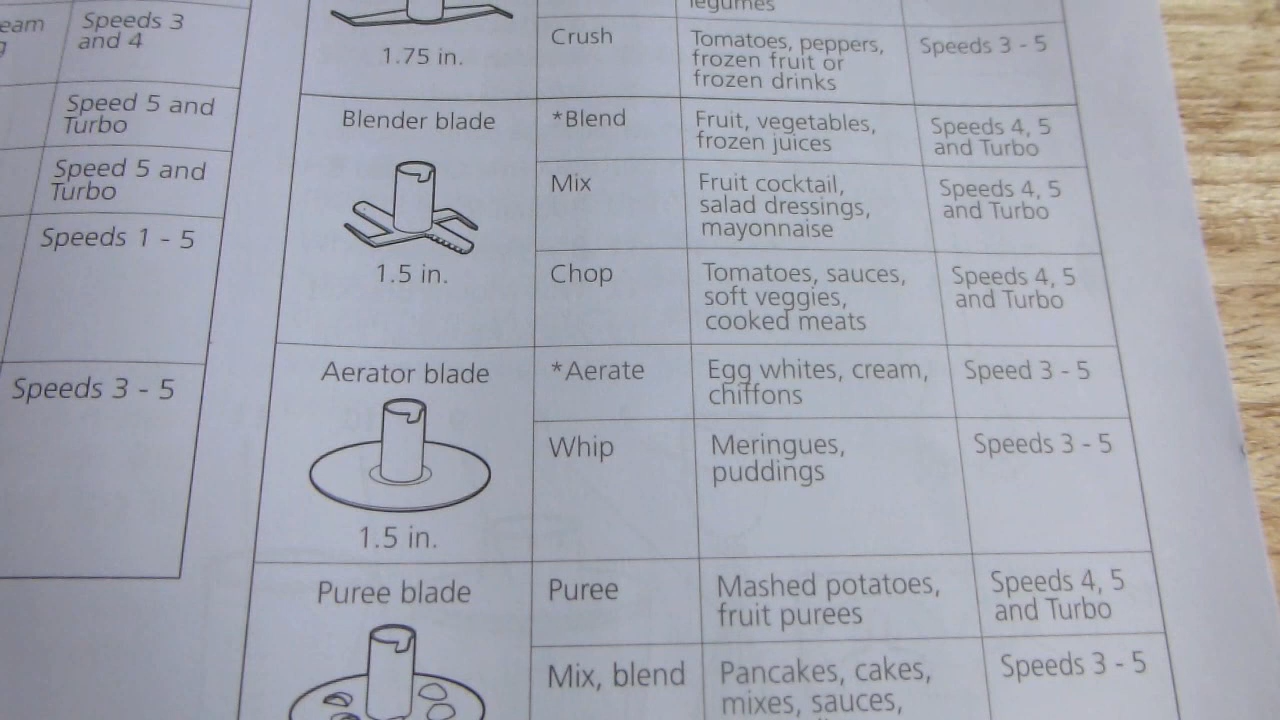 Speeds 3
and 4
Speed 5 and
Turbo
Speed 5 and
Turbo
Speeds 1 - 5
Speeds 3 - 5
1.75 in.
legumes
Crush
Tomatoes, peppers,
frozen fruit or
frozen drinks
Speeds 3 - 5
Blender blade
1.5 in.
*Blend
Fruit, vegetables,
frozen juices
Speeds 4, 5
and Turbo
Mix
Fruit cocktail,
salad dressings,
mayonnaise
Speeds 4, 5
and Turbo
Chop
Tomatoes, sauces,
soft veggies,
cooked meats
Speeds 4, 5
and Turbo
Aerator blade
1.5 in.
*Aerate
Egg whites, cream,
chiffons
Speed 3 - 5
Whip
Meringues,
puddings
Speeds 3 - 5
Puree blade
Puree
Mashed potatoes,
fruit purees
Speeds 4, 5
and Turbo
Mix, blend
Pancakes, cakes,
mixes, sauces,
Speeds 3 - 5